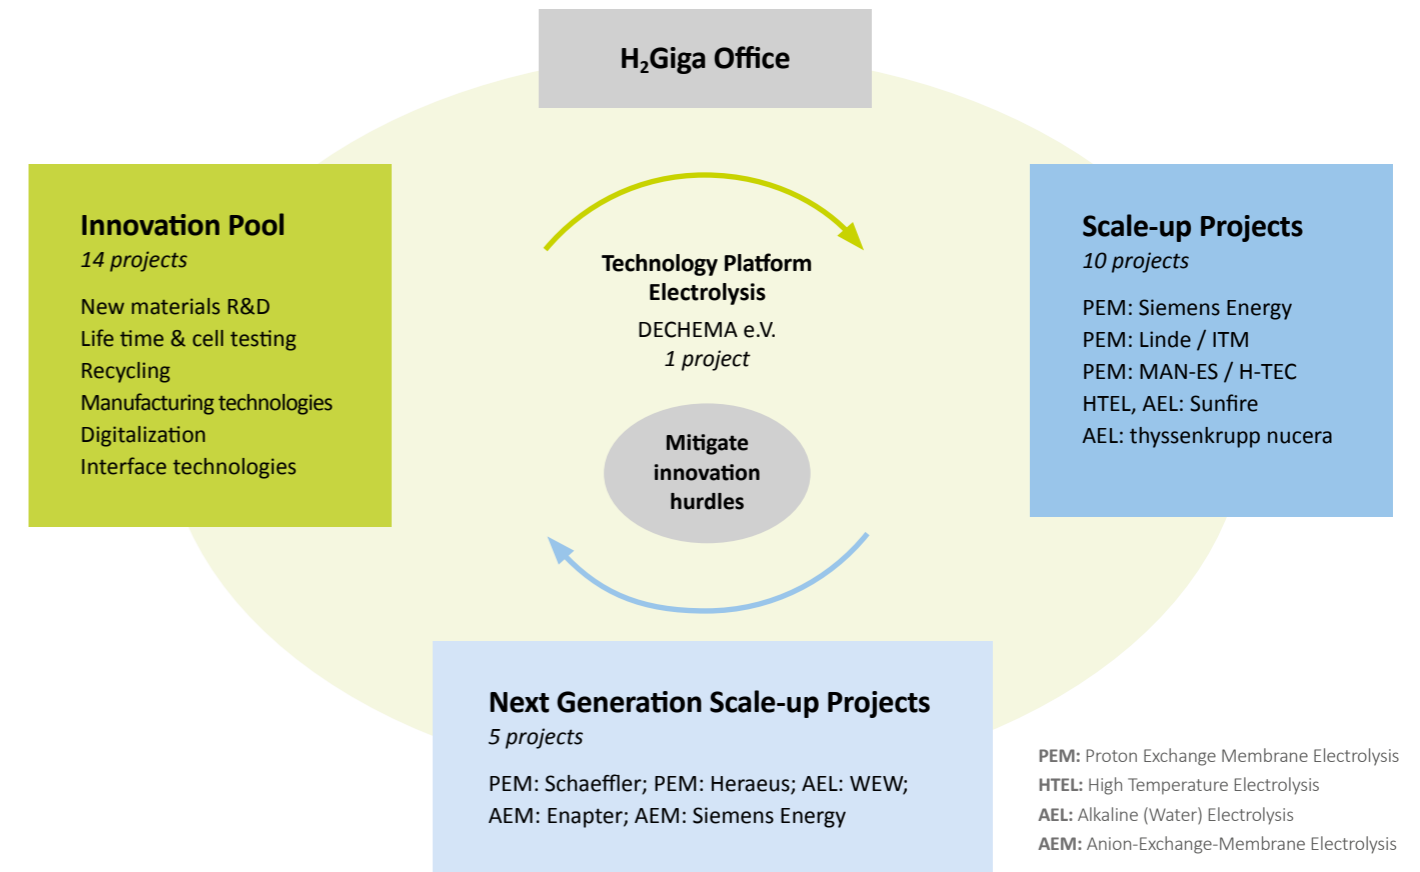 H₂Giga Office
Innovation Pool
14 projects
New materials R&D
Life time & cell testing
Recycling
Manufacturing technologies
Digitalization
Interface technologies
Technology Platform
Electrolysis
DECHEMA e.V.
1 project
Mitigate
innovation
hurdles
Scale-up Projects
10 projects
PEM: Siemens Energy
PEM: Linde / ITM
PEM: MAN-ES / H-TEC
HTEL, AEL: Sunfire
AEL: thyssenkrupp nucera
Next Generation Scale-up Projects
5 projects
PEM: Schaeffler; PEM: Heraeus; AEL: WEW;
AEM: Enapter; AEM: Siemens Energy
PEM: Proton Exchange Membrane Electrolysis
HTEL: High Temperature Electrolysis
AEL: Alkaline (Water) Electrolysis
AEM: Anion-Exchange-Membrane Electrolysis